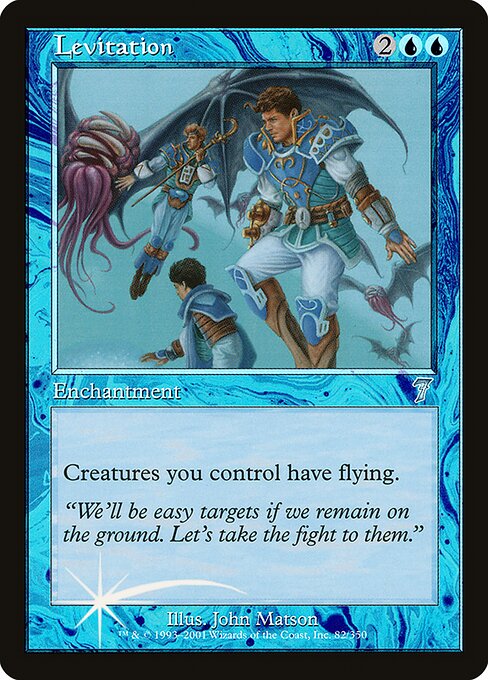 Levitation 2
Enchantment
Creatures you control have flying.
“We’ll be easy targets if we remain on
the ground. Let’s take the fight to them.”
Illus. John Matson
™ & © 1993–2001 Wizards of the Coast, Inc. 82/350